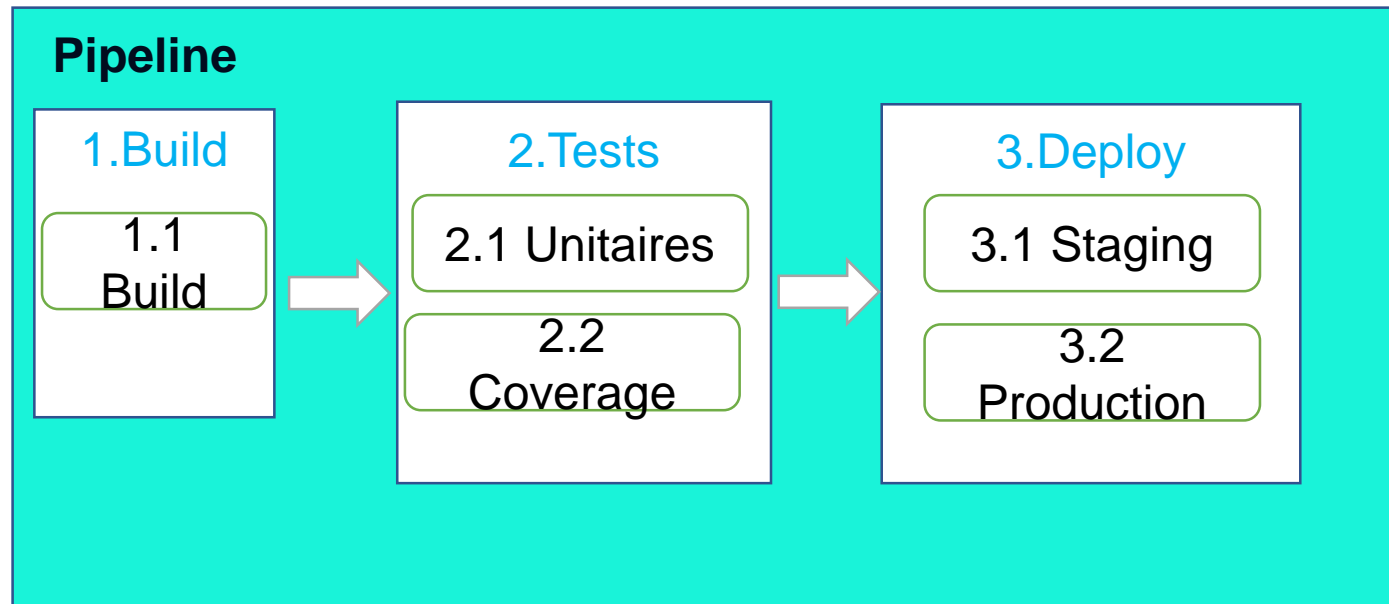 Pipeline
1.Build
1.1
Build
2.Tests
2.1 Unitaires
2.2
Coverage
3.Deploy
3.1 Staging
3.2
Production